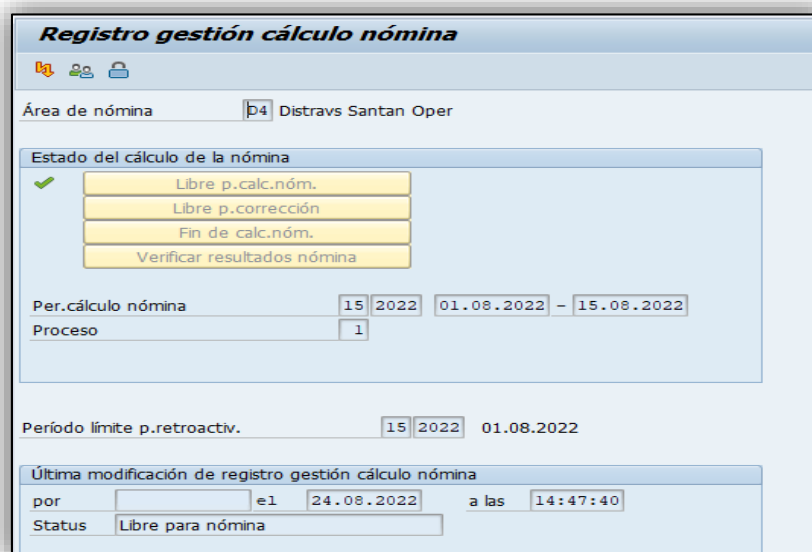 Registro gestión cálculo nómina
Área de nómina D4 Distravs Santan Oper
Estado del cálculo de la nómina
Libre p.calc.nóm.
Libre p.corrección
Fin de calc.nóm.
Verificar resultados nómina
Per.cálculo nómina 15 2022 01.08.2022 - 15.08.2022
Proceso 1
Período límite p.retroactiv. 15 2022 01.08.2022
Última modificación de registro gestión cálculo nómina
por el 24.08.2022 a las 14:47:40
Status Libre para nómina